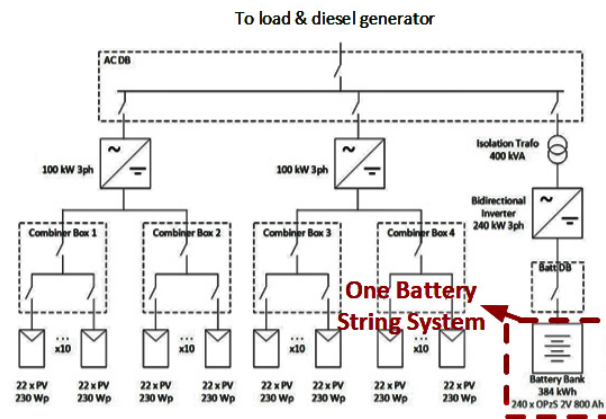 To load & diesel generator
AC DB
Isolation Trafo
400 kVA
100 kW 3ph
100 kW 3ph
Bidirectional
Inverter
240 kW 3ph
Combiner Box 1
Combiner Box 2
Combiner Box 3
Combiner Box 4
Batt DB
One Battery
String System
...
x10
...
x10
...
x10
...
x10
22 x PV
230 Wp
22 x PV
230 Wp
22 x PV
230 Wp
22 x PV
230 Wp
22 x PV
230 Wp
22 x PV
230 Wp
22 x PV
230 Wp
22 x PV
230 Wp
Battery Bank
384 kWh
240 x OPzS 2V 800 Ah